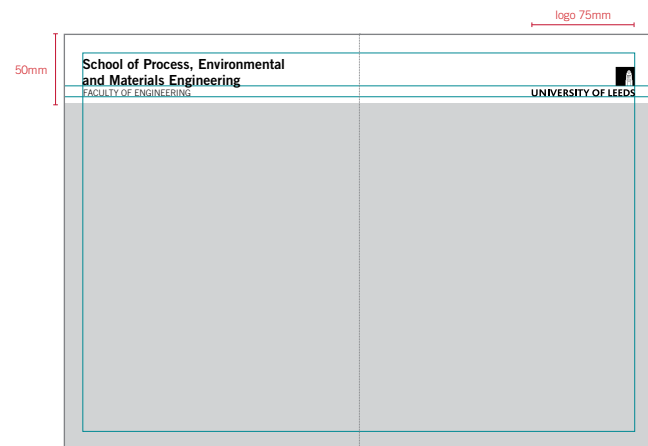 logo 75mm
50mm
School of Process, Environmental
and Materials Engineering
FACULTY OF ENGINEERING
UNIVERSITY OF LEEDS